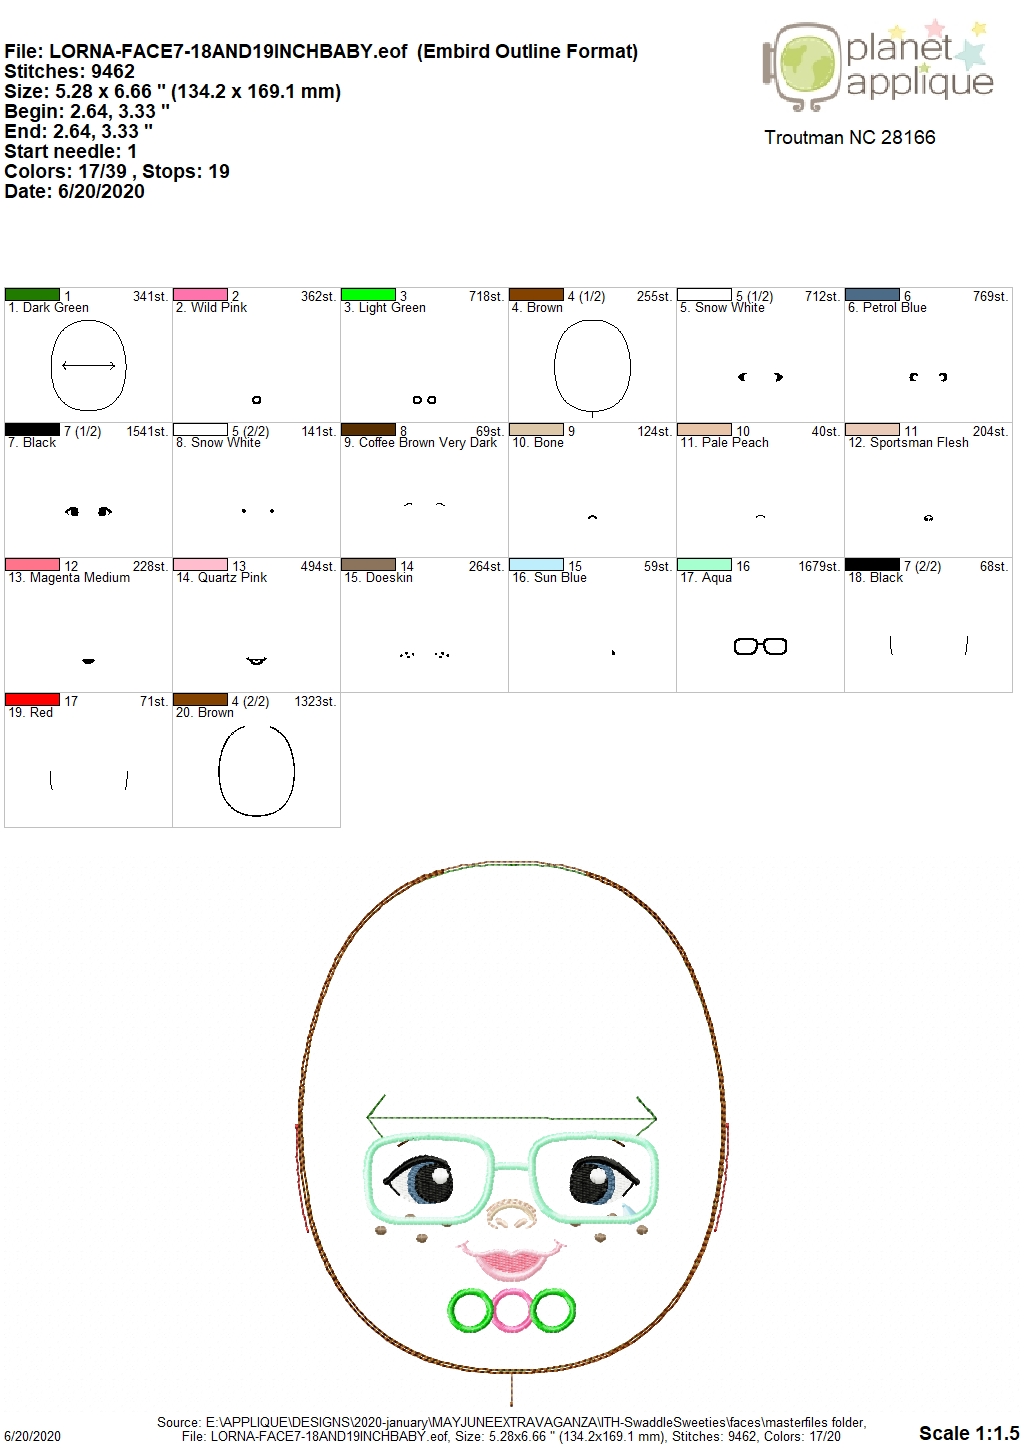 File: LORNA-FACE7-18AND19INCHBABY.eof  (Embird Outline Format)
Stitches: 9462
Size: 5.28 x 6.66 " (134.2 x 169.1 mm)
Begin: 2.64, 3.33 "
End: 2.64, 3.33 "
Start needle: 1
Colors: 17/39 , Stops: 19
Date: 6/20/2020
planet
applique
Troutman NC 28166
1 341st.
1. Dark Green
2 362st.
2. Wild Pink
3 718st.
3. Light Green
4 (1/2) 255st.
4. Brown
5 (1/2) 712st.
5. Snow White
6 769st.
6. Petrol Blue
7 (1/2) 1541st.
7. Black
5 (2/2) 141st.
8. Snow White
8 69st.
9. Coffee Brown Very Dark
9 124st.
10. Bone
10 40st.
11. Pale Peach
11 204st.
12. Sportsman Flesh
12 228st.
13. Magenta Medium
13 494st.
14. Quartz Pink
14 264st.
15. Doeskin
15 59st.
16. Sun Blue
16 1679st.
17. Aqua
7 (2/2) 68st.
18. Black
17 71st.
19. Red
4 (2/2) 1323st.
20. Brown
Source: E:\APPLIQUE\DESIGNS\2020-january\MAYJUNEEXTRAVAGANZA\ITH-SwaddleSweeties\faces\masterfiles folder,
6/20/2020 File: LORNA-FACE7-18AND19INCHBABY.eof, Size: 5.28x6.66 " (134.2x169.1 mm), Stitches: 9462, Colors: 17/20 Scale 1:1.5